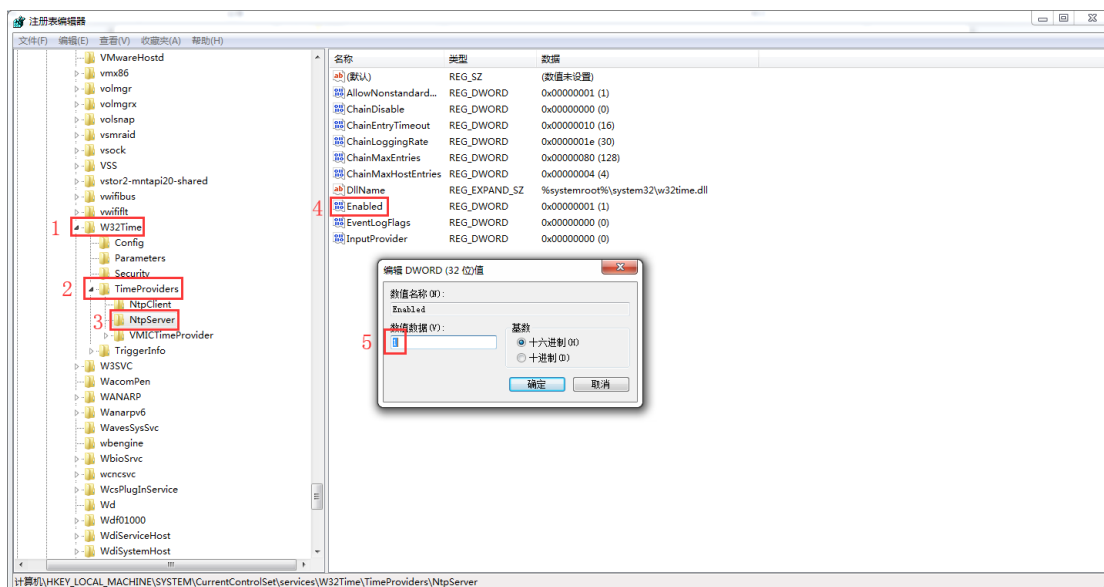 注册表编辑器
文件(F) 编辑(E) 查看(V) 收藏夹(A) 帮助(H)
VMwareHostd
vmx86
volmgr
volmgrx
volsnap
vsmraid
vsock
VSS
vstor2-mntapi20-shared
vwifibus
vwififlt
1 W32Time
Config
Parameters
Security
2 TimeProviders
NtpClient
3 NtpServer
VMICTimeProvider
TriggerInfo
W3SVC
WacomPen
WANARP
Wanarpv6
WavesSysSvc
wbengine
WbioSrvc
wcncsvc
WcsPlugInService
Wd
Wdf01000
WdiServiceHost
WdiSystemHost
名称 类型 数据
(默认) REG_SZ (数值未设置)
AllowNonstandard... REG_DWORD 0x00000001 (1)
ChainDisable REG_DWORD 0x00000000 (0)
ChainEntryTimeout REG_DWORD 0x00000010 (16)
ChainLoggingRate REG_DWORD 0x0000001e (30)
ChainMaxEntries REG_DWORD 0x00000080 (128)
ChainMaxHostEntries REG_DWORD 0x00000004 (4)
DllName REG_EXPAND_SZ %systemroot%\system32\w32time.dll
4 Enabled REG_DWORD 0x00000001 (1)
EventLogFlags REG_DWORD 0x00000000 (0)
InputProvider REG_DWORD 0x00000000 (0)
编辑 DWORD (32 位)值
数值名称(N):
Enabled
数值数据(V): 基数
5 1 十六进制(H)
十进制(D)
确定 取消
计算机\HKEY_LOCAL_MACHINE\SYSTEM\CurrentControlSet\services\W32Time\TimeProviders\NtpServer